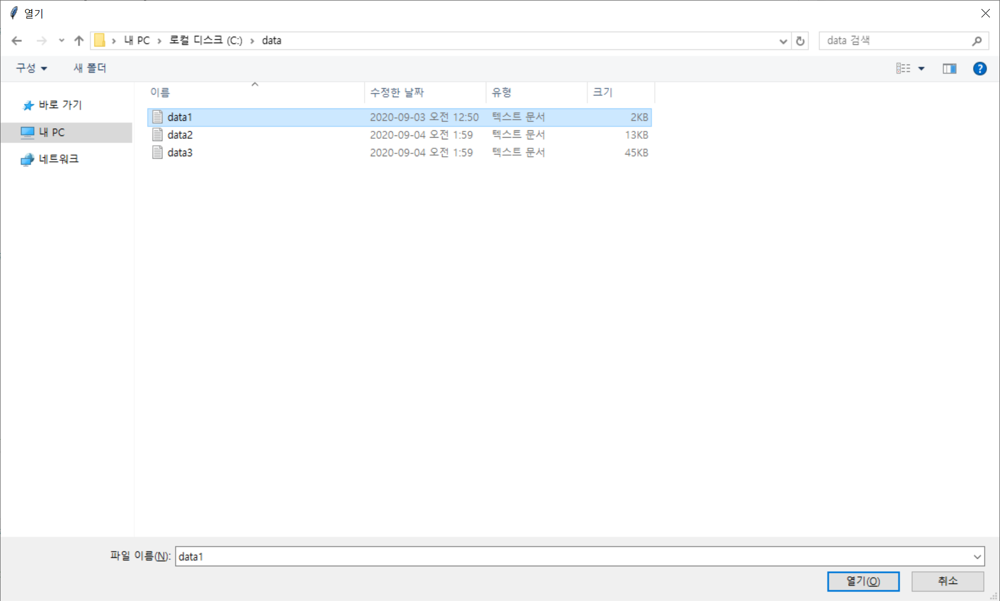 열기
내 PC > 로컬 디스크 (C:) > data
data 검색
구성 새 폴더
?
이름 수정한 날짜 유형 크기
바로 가기
내 PC
네트워크
data1 2020-09-03 오전 12:50 텍스트 문서 2KB
data2 2020-09-04 오전 1:59 텍스트 문서 13KB
data3 2020-09-04 오전 1:59 텍스트 문서 45KB
파일 이름(N): data1
열기(O) 취소